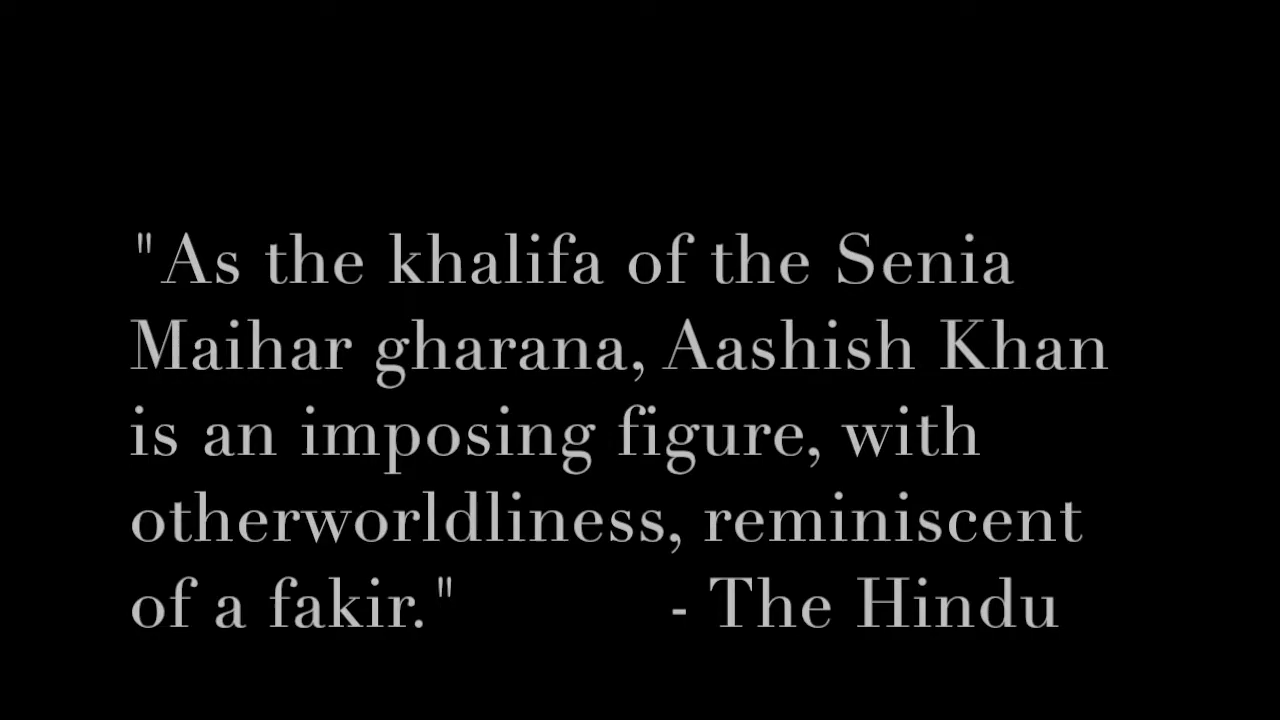 "As the khalifa of the Senia
Maihar gharana, Aashish Khan
is an imposing figure, with
otherworldliness, reminiscent
of a fakir." - The Hindu